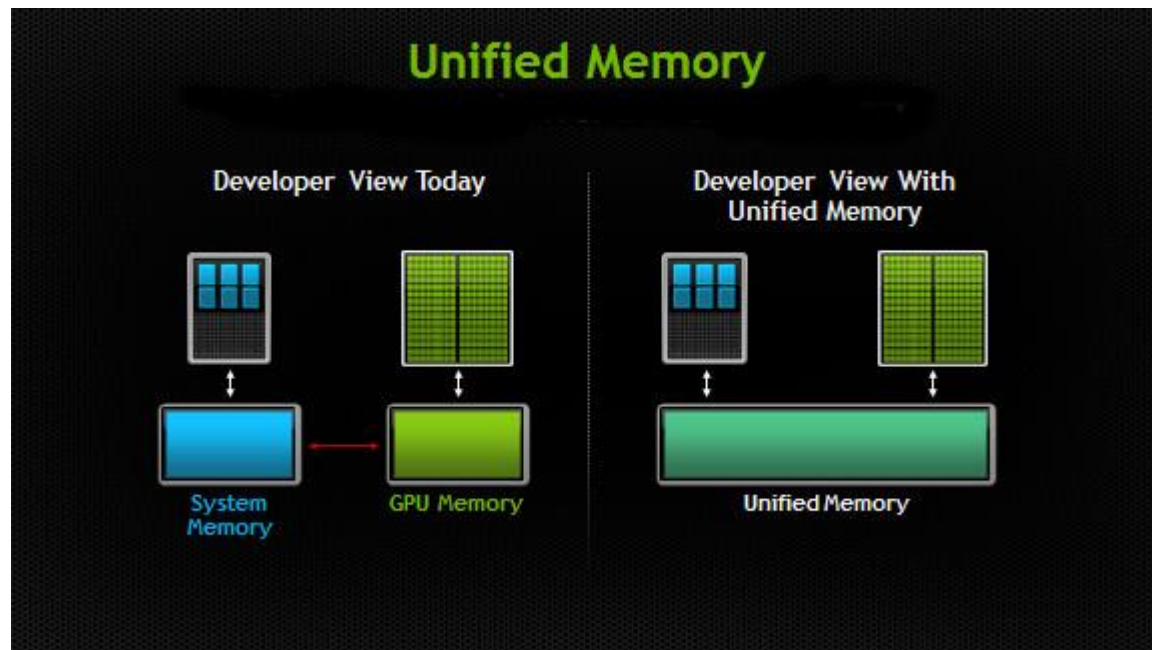 Unified Memory
Developer View Today
Developer View With
Unified Memory
System
Memory
GPU Memory
Unified Memory